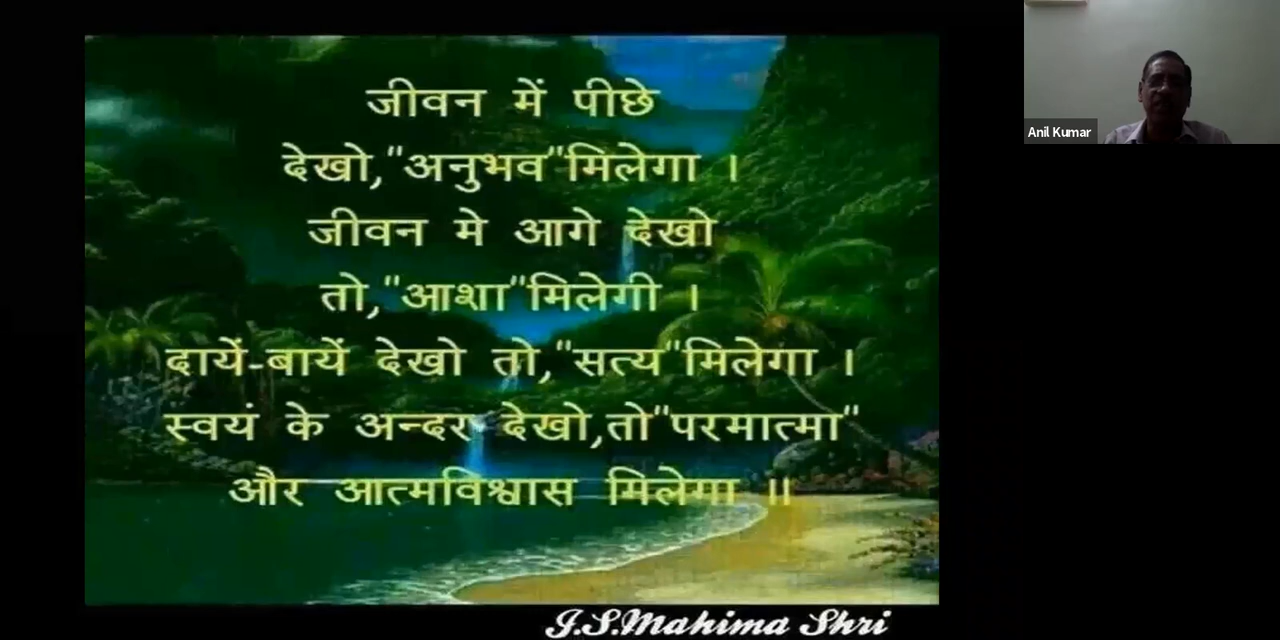 जीवन में पीछे
देखो,"अनुभव"मिलेगा ।
जीवन मे आगे देखो
तो,"आशा"मिलेगी ।
दायें-बायें देखो तो,"सत्य"मिलेगा ।
स्वयं के अन्दर देखो,तो"परमात्मा"
और आत्मविश्वास मिलेगा ॥
J.S.Mahima Shri
Anil Kumar